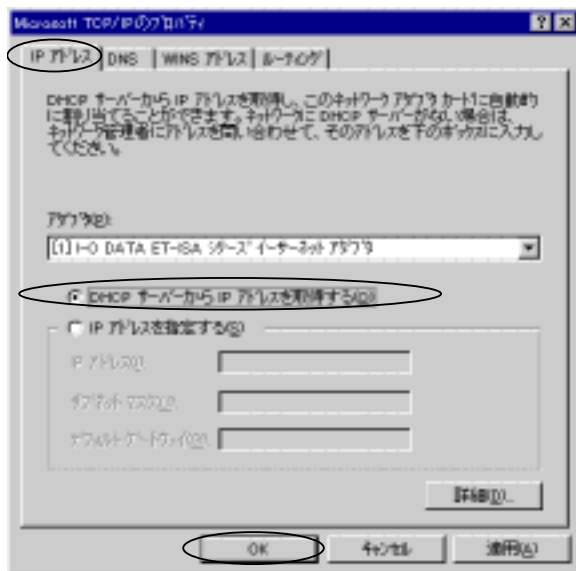 Microsoft TCP/IPのプロパティ
IP アドレス DNS WINS アドレス ルーティング
DHCP サーバーから IP アドレスを取得し、このネットワーク アダプタ カードに自動的
に割り当てることができます。ネットワークに DHCP サーバーがない場合は、
ネットワーク管理者にアドレスを問い合わせて、そのアドレスを下のボックスに入力し
てください。
アダプタ(P):
[1] I-O DATA ET-ISA シリーズ イーサーネット アダプタ
DHCP サーバーから IP アドレスを取得する(O)
IP アドレスを指定する(S)
IP アドレス(I):
サブネット マスク(U):
デフォルト ゲートウェイ(G):
詳細(D)...
OK キャンセル 適用(A)